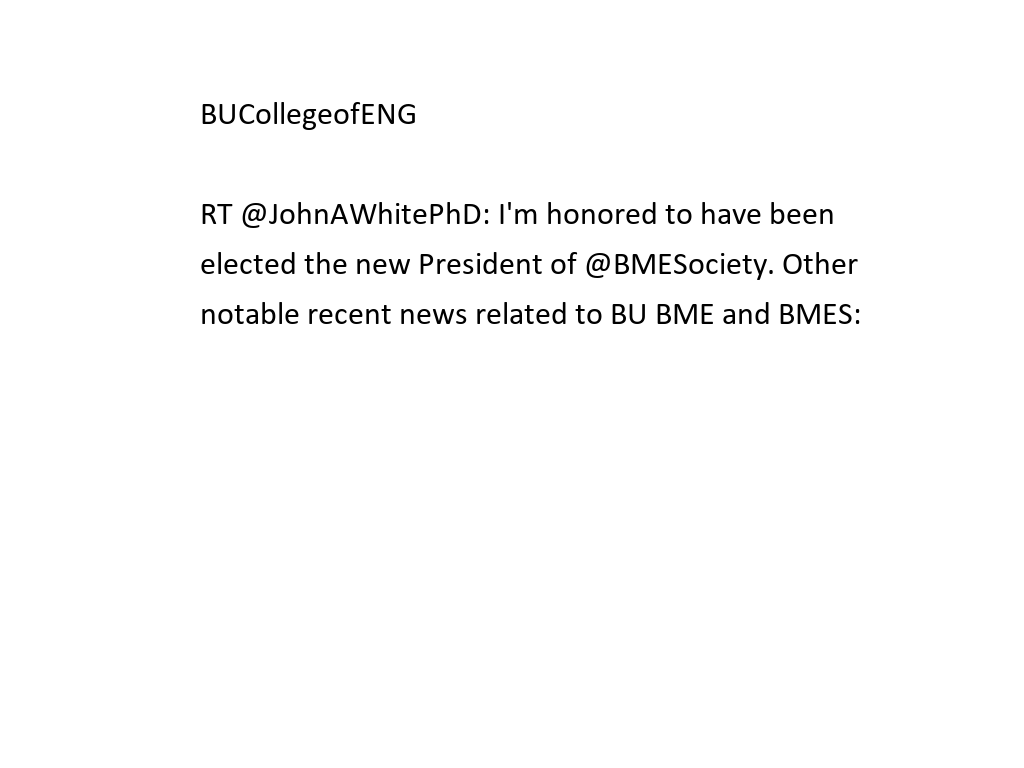 BUCollegeofENG
RT @JohnAWhitePhD: I'm honored to have been
elected the new President of @BMESociety. Other
notable recent news related to BU BME and BMES: